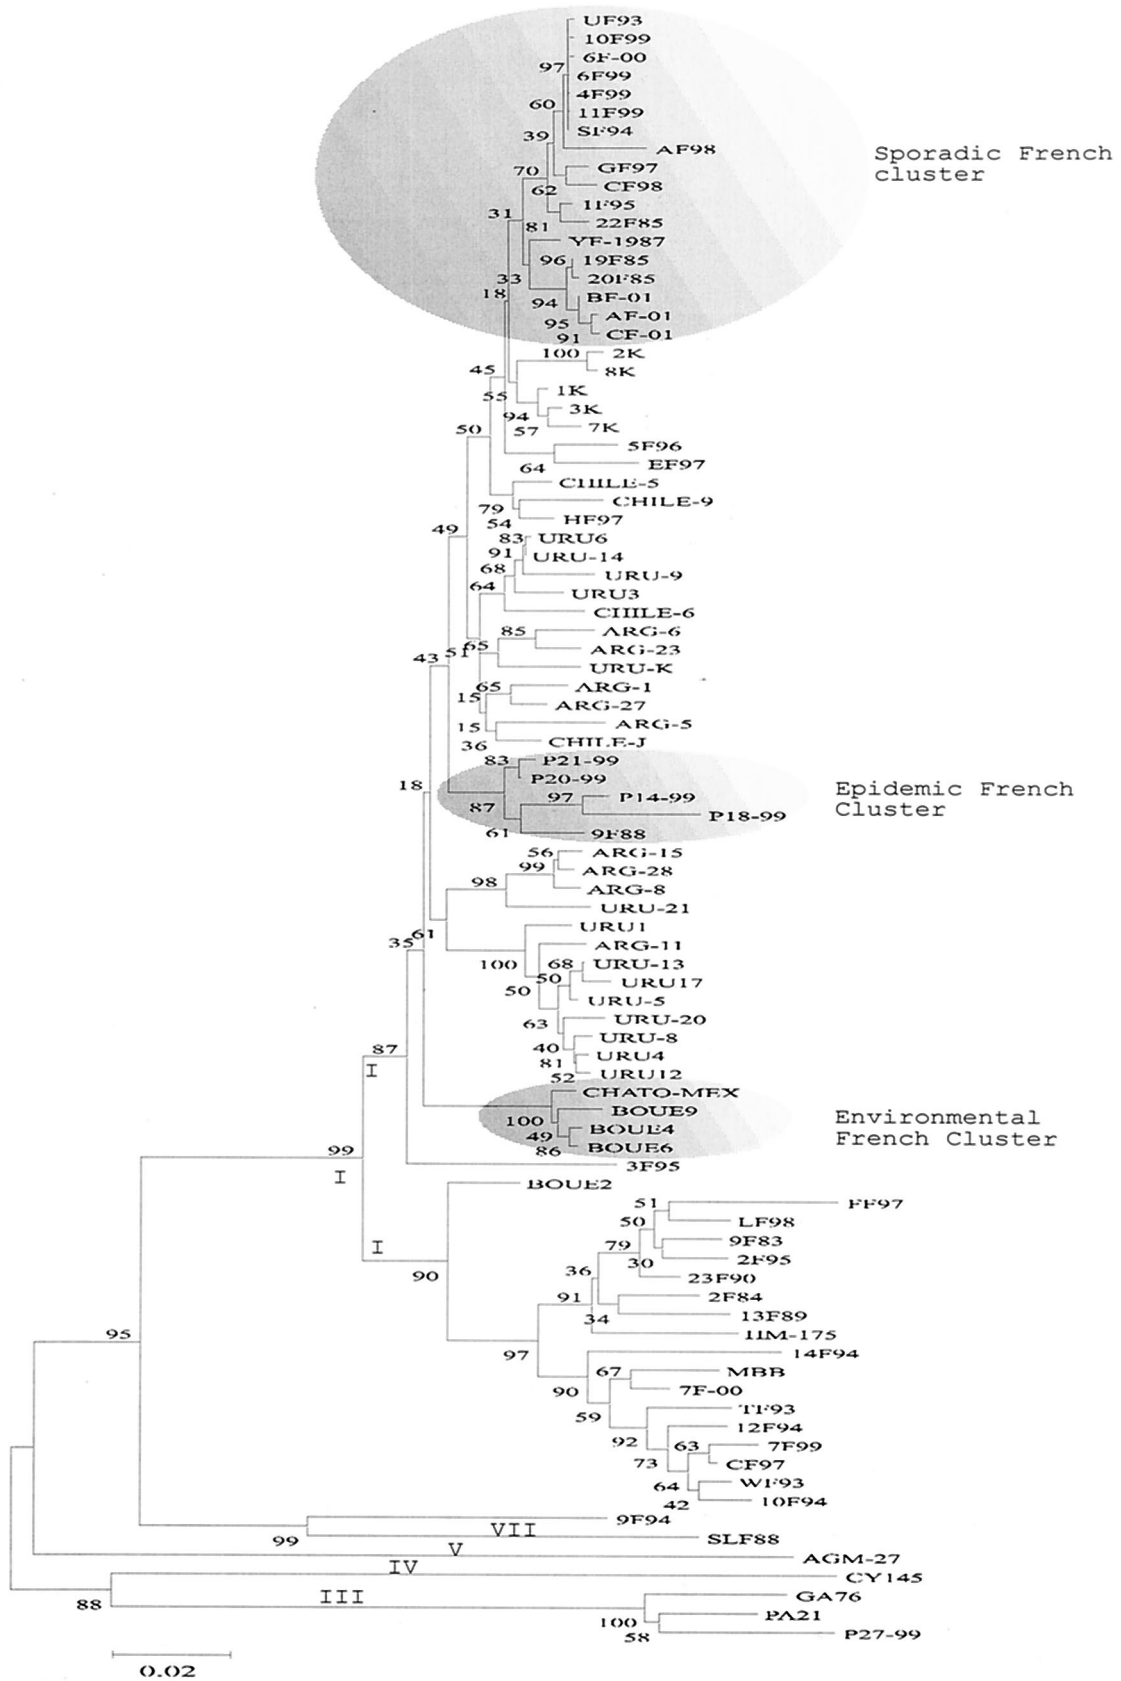 UF93
10F99
6F-00
97
6F99
4F99
60
11F99
SF94
39
AF98
Sporadic French
cluster
GF97
70
CF98
62
1F95
31
22F85
81
YF-1987
96
19F85
33
20F85
18
BF-01
94
AF-01
95
CF-01
91
100
2K
45
8K
55
1K
94
3K
50
57
7K
5F96
64
EF97
CHILE-5
79
CHILE-9
54
HF97
49
83
URU6
91
URU-14
68
URU-9
64
URU3
CHILE-6
85
ARG-6
65
51
ARG-23
43
URU-K
65
ARG-1
15
ARG-27
15
ARG-5
36
CHILE-J
83
P21-99
18
P20-99
97
P14-99
Epidemic French
Cluster
87
P18-99
61
9F88
56
ARG-15
99
ARG-28
98
ARG-8
URU-21
URU1
61
35
ARG-11
100
68
URU-13
50
URU17
50
URU-5
63
URU-20
40
URU-8
87
81
URU4
I
52
URU12
CHATO-MEX
BOUE9
Environmental
French Cluster
100
BOUE4
49
BOUE6
86
99
3F95
I
BOUE2
51
FF97
50
LF98
I
79
9F83
30
2F95
90
36
23F90
91
2F84
34
13F89
95
HM-175
97
14F94
67
MBB
90
7F-00
59
TF93
12F94
92
63
7F99
73
CF97
64
WF93
42
10F94
9F94
VII
99
SLF88
V
AGM-27
IV
CY145
III
GA76
88
100
PA21
58
P27-99
0.02